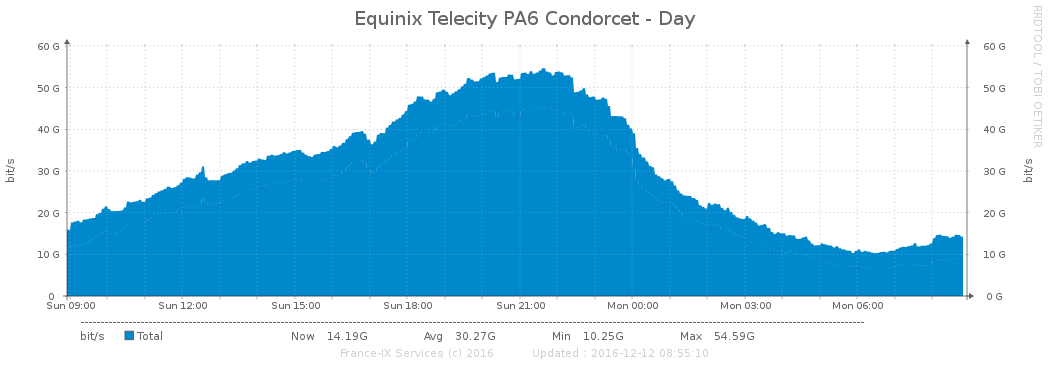 Equinix Telecity PA6 Condorcet - Day
RRDTOOL / TOBI OETIKER
60 G 60 G
50 G 50 G
40 G 40 G
30 G 30 G
20 G 20 G
10 G 10 G
0 0 G
bit/s
bit/s
Sun 09:00 Sun 12:00 Sun 15:00 Sun 18:00 Sun 21:00 Mon 00:00 Mon 03:00 Mon 06:00
bit/s Total Now 14.19G Avg 30.27G Min 10.25G Max 54.59G
France-IX Services (c) 2016 Updated : 2016-12-12 08:55:10